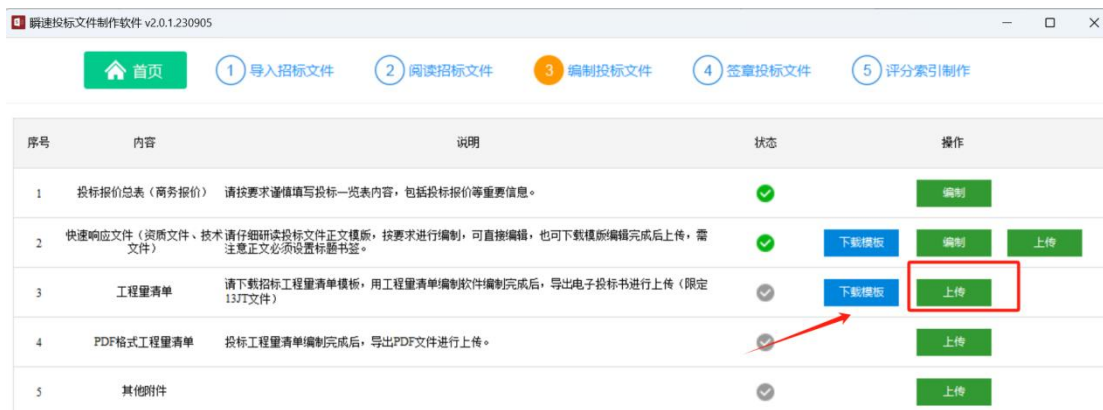 瞬速投标文件制作软件 v2.0.1.230905
首页
1 导入招标文件
2 阅读招标文件
3 编制投标文件
4 签章投标文件
5 评分索引制作
序号 内容 说明 状态 操作
1 投标报价总表（商务报价） 请按要求谨慎填写投标一览表内容，包括投标报价等重要信息。 编制
2 快速响应文件（资质文件、技术文件） 请仔细研读投标文件正文模版，按要求进行编制，可直接编辑，也可下载模版编辑完成后上传，需
注意正文必须设置标题书签。 下载模板 编制 上传
3 工程里清单 请下载招标工程里清单模板，用工程里清单编制软件编制完成后，导出电子投标书进行上传（限定
13JT文件） 下载模板 上传
4 PDF格式工程里清单 投标工程里清单编制完成后，导出PDF文件进行上传。 上传
5 其他附件 上传